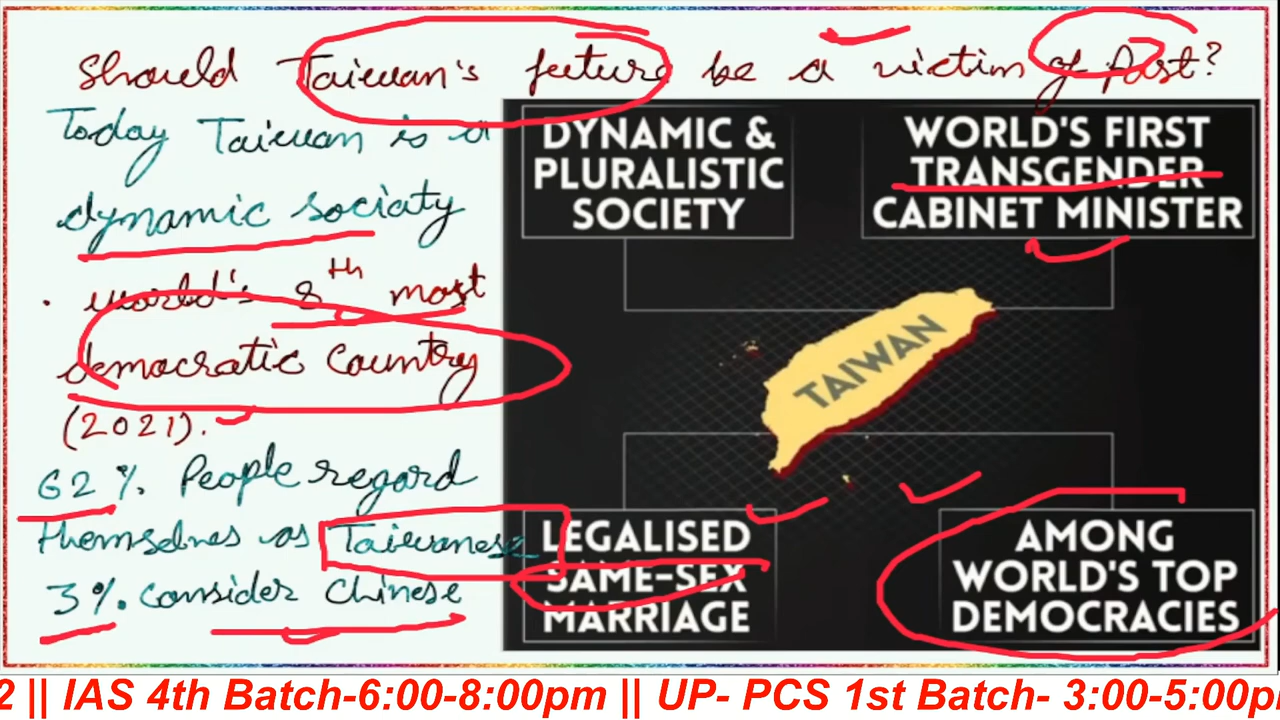 Should Taiwan's future be a victim of Past?
Today Taiwan is a
dynamic sociaty
• world's 8th most
democratic country
(2021).
62%. People regard
themselves as Taiwanese
3%. consider chinese
DYNAMIC &
PLURALISTIC
SOCIETY
WORLD'S FIRST
TRANSGENDER
CABINET MINISTER
TAIWAN
LEGALISED
SAME-SEX
MARRIAGE
AMONG
WORLD'S TOP
DEMOCRACIES
2 || IAS 4th Batch-6:00-8:00pm || UP- PCS 1st Batch- 3:00-5:00p